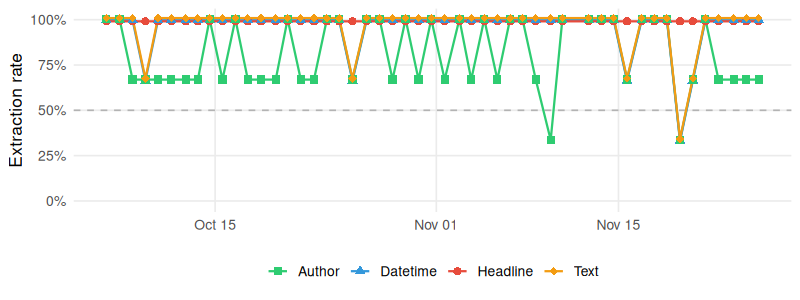 Extraction rate
100%
75%
50%
25%
0%
Oct 15
Nov 01
Nov 15
Author
Datetime
Headline
Text